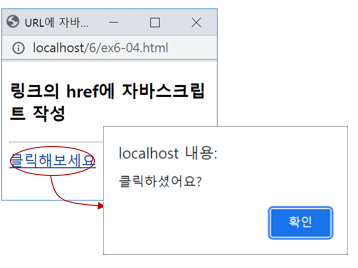 URL에 자바스
localhost/6/ex6-04.html
링크의 href에 자바스크립
트 작성
클릭해보세요
localhost 내용:
클릭하셨어요?
확인